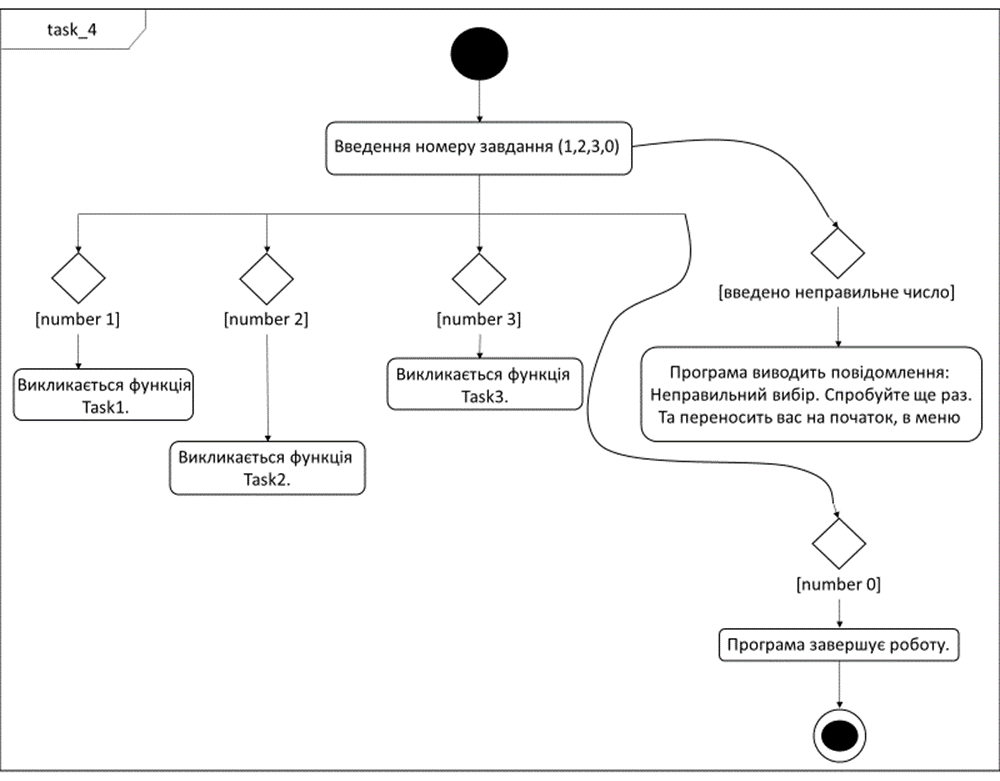 task_4
Введення номеру завдання (1,2,3,0)
[number 1]
[number 2]
[number 3]
[введено неправильне число]
Викликається функція
Task1.
Викликається функція
Task2.
Викликається функція
Task3.
Програма виводить повідомлення:
Неправильний вибір. Спробуйте ще раз.
Та переносить вас на початок, в меню
[number 0]
Програма завершує роботу.